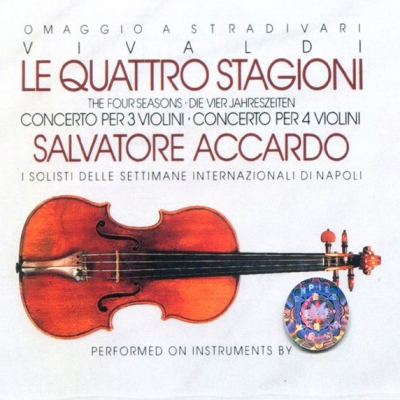 OMAGGIO A STRADIVARI
VIVALDI
LE QUATTRO STAGIONI
THE FOUR SEASONS · DIE VIER JAHRESZEITEN
CONCERTO PER 3 VIOLINI · CONCERTO PER 4 VIOLINI
SALVATORE ACCARDO
I SOLISTI DELLE SETTIMANE INTERNAZIONALI DI NAPOLI
PERFORMED ON INSTRUMENTS BY